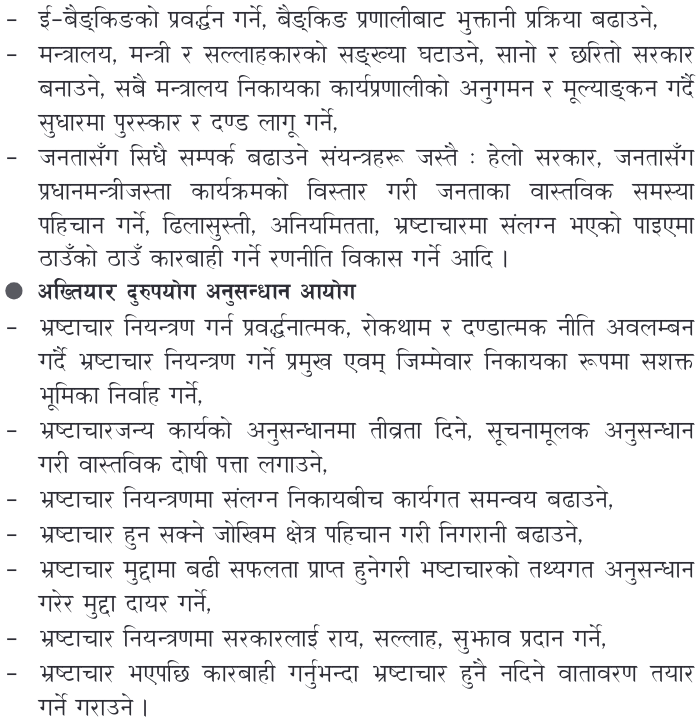 – ई-बैङ्किङको प्रवर्द्धन गर्ने, बैङ्किङ प्रणालीबाट भुक्तानी प्रक्रिया बढाउने,
– मन्त्रालय, मन्त्री र सल्लाहकारको सङ्ख्या घटाउने, सानो र छरितो सरकार
बनाउने, सबै मन्त्रालय निकायका कार्यप्रणालीको अनुगमन र मूल्याङ्कन गर्दै
सुधारमा पुरस्कार र दण्ड लागू गर्ने,
– जनतासँग सिधै सम्पर्क बढाउने संयन्त्रहरू जस्तै : हेलो सरकार, जनतासँग
प्रधानमन्त्रीजस्ता कार्यक्रमको विस्तार गरी जनताका वास्तविक समस्या
पहिचान गर्ने, ढिलासुस्ती, अनियमितता, भ्रष्टाचारमा संलग्न भएको पाइएमा
ठाउँको ठाउँ कारबाही गर्ने रणनीति विकास गर्ने आदि ।
● अख्तियार दुरुपयोग अनुसन्धान आयोग
– भ्रष्टाचार नियन्त्रण गर्न प्रवर्द्धनात्मक, रोकथाम र दण्डात्मक नीति अवलम्बन
गर्दै भ्रष्टाचार नियन्त्रण गर्ने प्रमुख एवम् जिम्मेवार निकायका रूपमा सशक्त
भूमिका निर्वाह गर्ने,
– भ्रष्टाचारजन्य कार्यको अनुसन्धानमा तीव्रता दिने, सूचनामूलक अनुसन्धान
गरी वास्तविक दोषी पत्ता लगाउने,
– भ्रष्टाचार नियन्त्रणमा संलग्न निकायबीच कार्यगत समन्वय बढाउने,
– भ्रष्टाचार हुन सक्ने जोखिम क्षेत्र पहिचान गरी निगरानी बढाउने,
– भ्रष्टाचार मुद्दामा बढी सफलता प्राप्त हुनेगरी भष्टाचारको तथ्यगत अनुसन्धान
गरेर मुद्दा दायर गर्ने,
– भ्रष्टाचार नियन्त्रणमा सरकारलाई राय, सल्लाह, सुझाव प्रदान गर्ने,
– भ्रष्टाचार भएपछि कारबाही गर्नुभन्दा भ्रष्टाचार हुनै नदिने वातावरण तयार
गर्ने गराउने ।